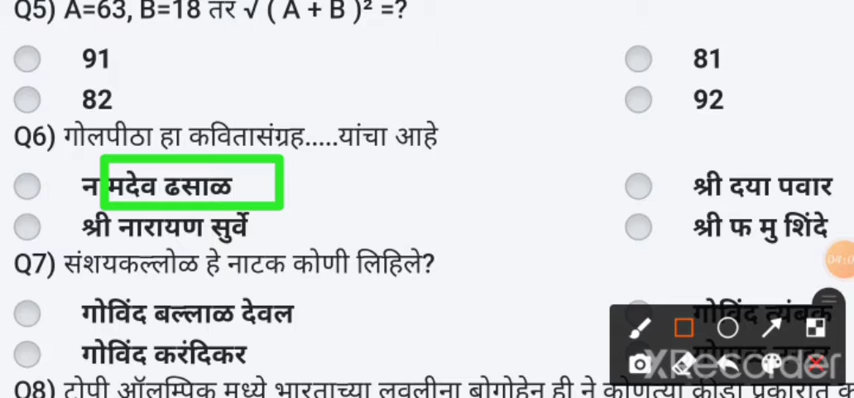 Q5) A=63, B=18 तर √ ( A + B )² =?
91 81
82 92
Q6) गोलपीठा हा कवितासंग्रह.....यांचा आहे
नामदेव ढसाळ श्री दया पवार
श्री नारायण सुर्वे श्री फ मु शिंदे
Q7) संशयकल्लोळ हे नाटक कोणी लिहिले?
गोविंद बल्लाळ देवल गोविंद त्यंबक
गोविंद करंदिकर
Q8) टोपी ऑलम्पिक मध्ये भारताच्या लवलीना बोगोहेन ही ने कोणत्या क्रीडा प्रकारात
XRecorder